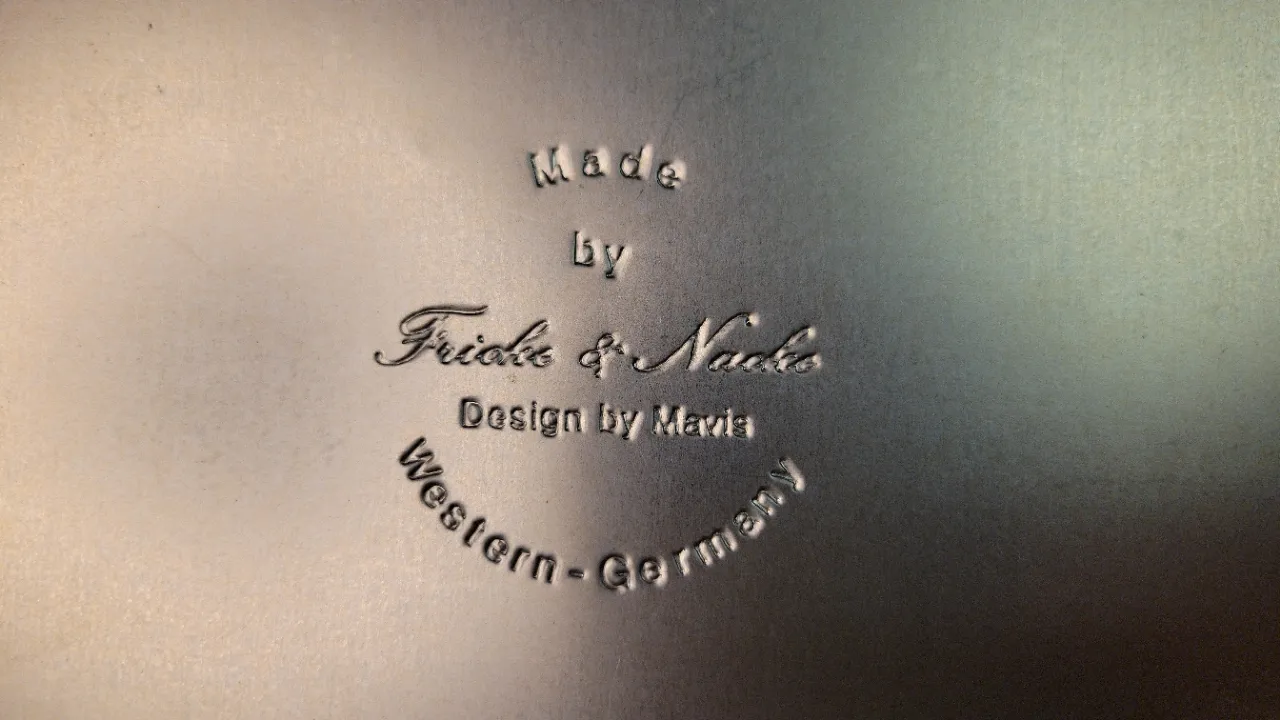 Made
by
Fricke & Nacke
Design by Mavis
Western-Germany